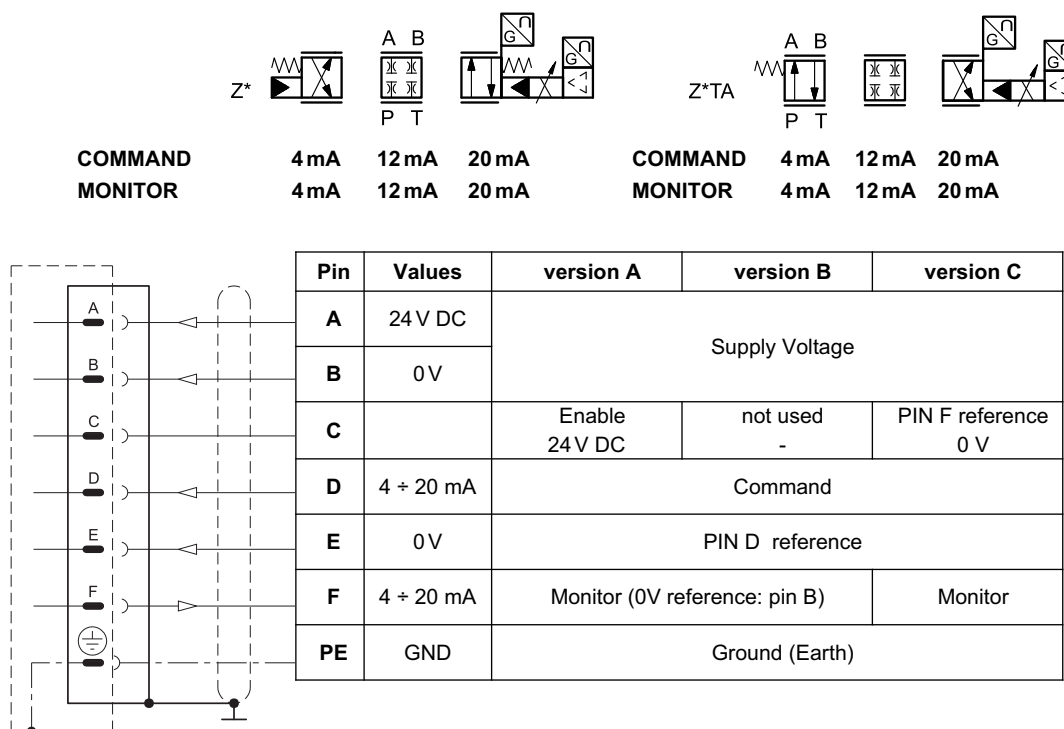 A B
G
G
Z*
P T
A B
G
G
Z*TA
P T
COMMAND 4 mA 12 mA 20 mA
MONITOR 4 mA 12 mA 20 mA
COMMAND 4 mA 12 mA 20 mA
MONITOR 4 mA 12 mA 20 mA
Pin Values version A version B version C
A A 24 V DC Supply Voltage
B B 0 V
C C Enable 24 V DC not used - PIN F reference 0 V
D D 4 ÷ 20 mA Command
E E 0 V PIN D reference
F F 4 ÷ 20 mA Monitor (0V reference: pin B) Monitor
PE GND Ground (Earth)